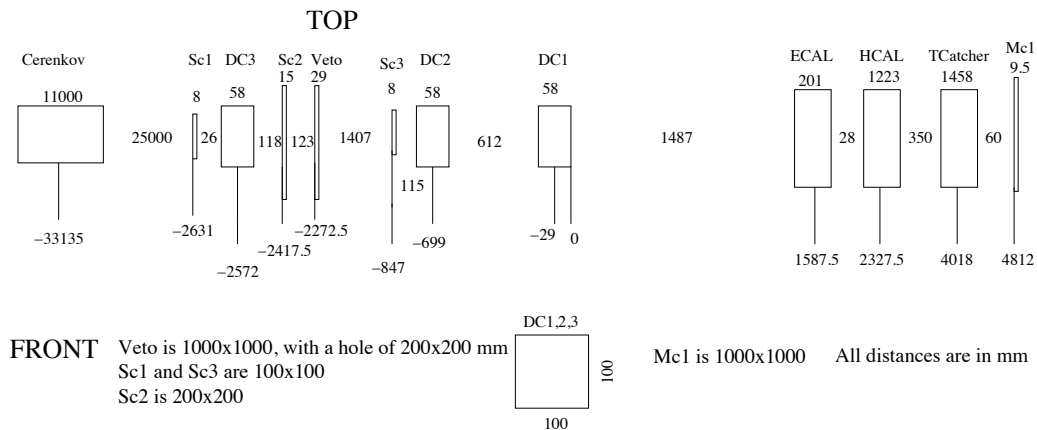 TOP
Cerenkov Sc1 DC3 Sc2 Veto Sc3 DC2 DC1 ECAL HCAL TCatcher Mc1
11000 8 58 15 29 8 58 58 201 1223 1458 9.5
25000 26 118 123 1407 115 612 1487 28 350 60
−33135 −2631 −2572 −2417.5 −2272.5 −847 −699 −29 0 1587.5 2327.5 4018 4812
FRONT
Veto is 1000x1000, with a hole of 200x200 mm
Sc1 and Sc3 are 100x100
Sc2 is 200x200
DC1,2,3
100
100
Mc1 is 1000x1000 All distances are in mm